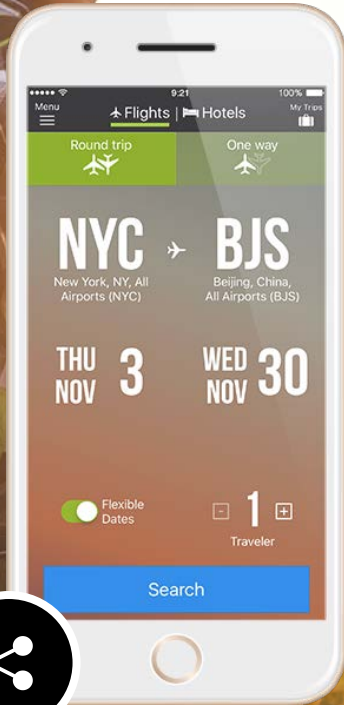 9:21
100%
Menu
Flights | Hotels
My Trips
Round trip
One way
NYC
BJS
New York, NY, All
Airports (NYC)
Beijing, China,
All Airports (BJS)
THU
NOV
3
WED
NOV
30
Flexible
Dates
- 1 +
Traveler
Search